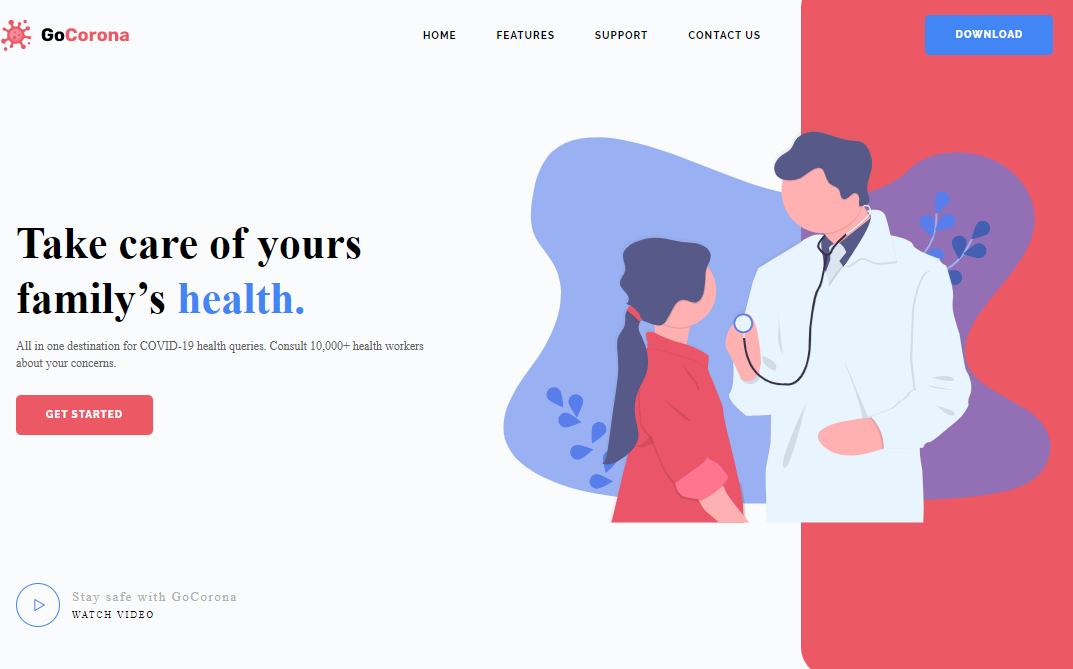 GoCorona
HOME FEATURES SUPPORT CONTACT US
DOWNLOAD
Take care of yours
family’s health.
All in one destination for COVID-19 health queries. Consult 10,000+ health workers
about your concerns.
GET STARTED
Stay safe with GoCorona
WATCH VIDEO